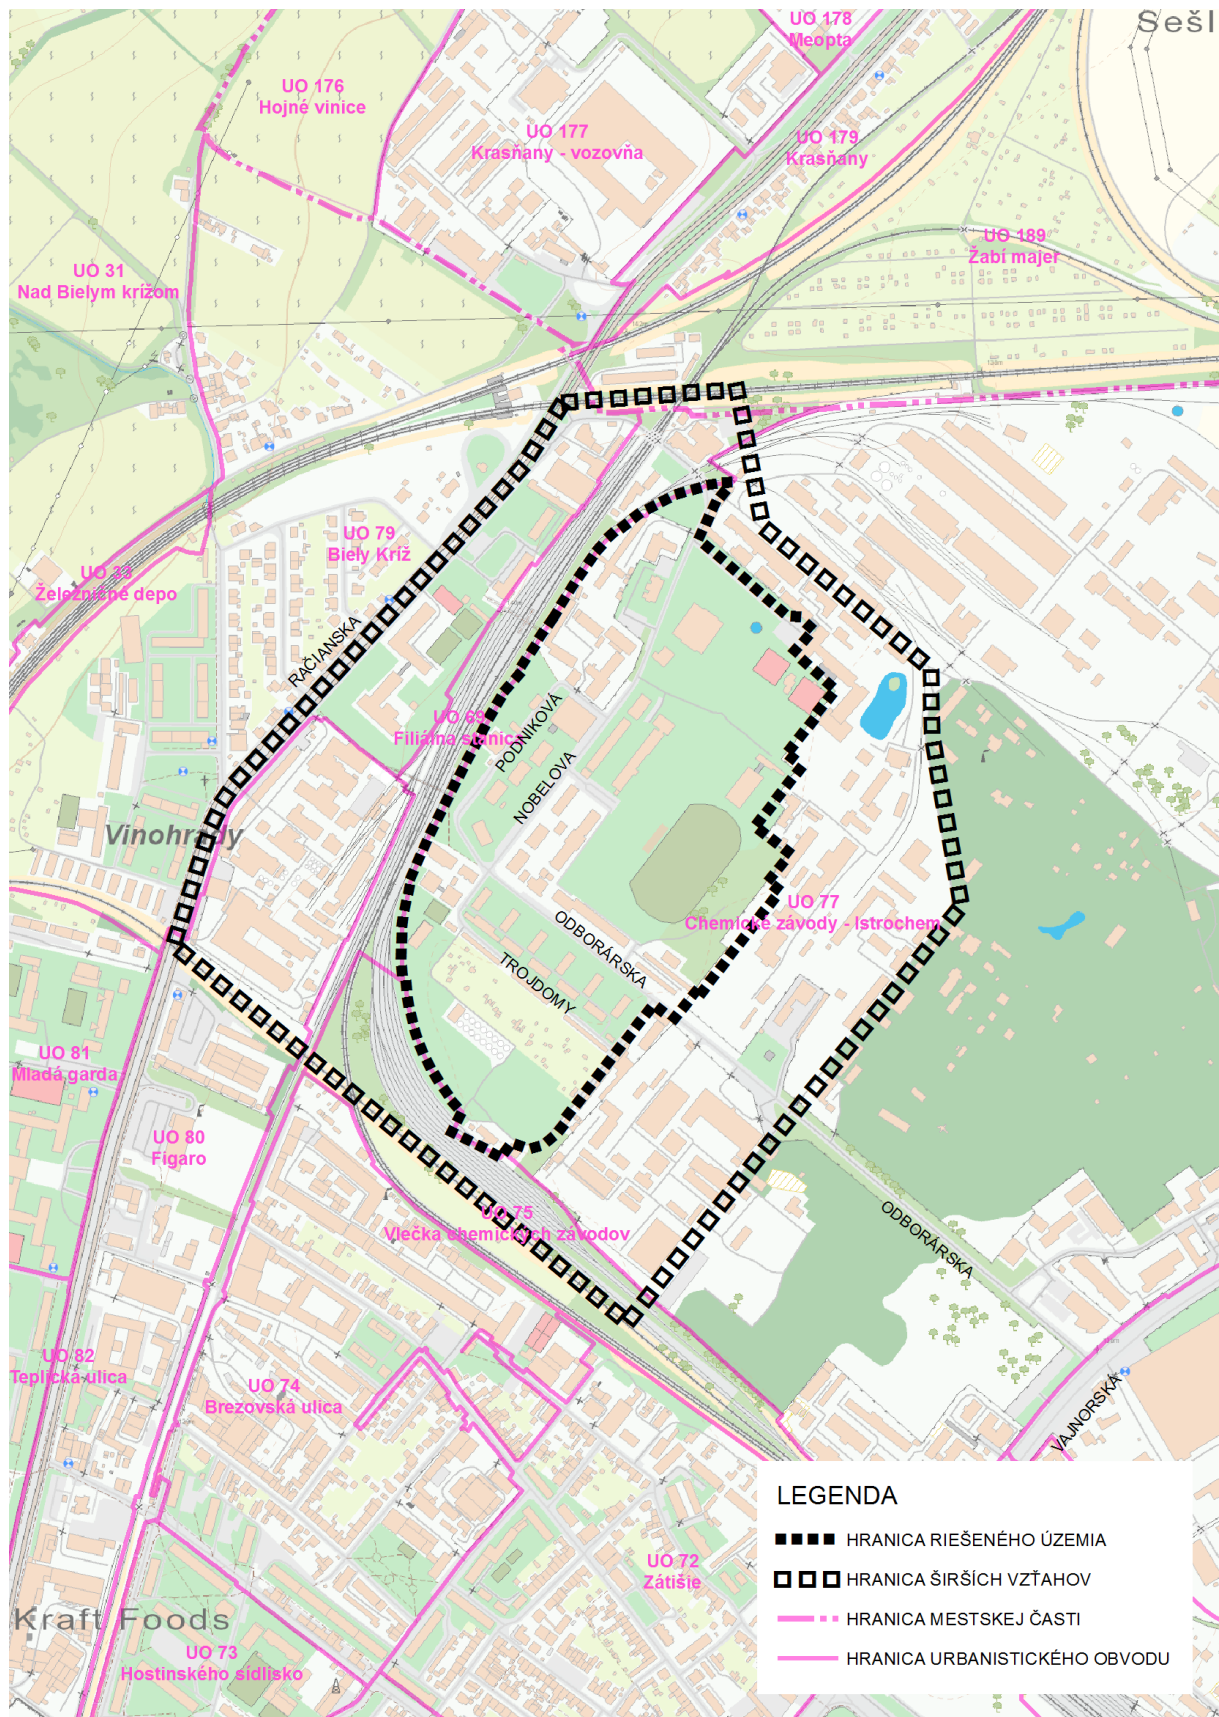 Sešl
UO 178
Meopta
UO 176
Hojné vinice
UO 177
Krasňany - vozovňa
UO 179
Krasňany
UO 189
Žabí majer
UO 31
Nad Bielym krížom
UO 79
Biely Kríž
UO 33
Železničné depo
RAČIANSKA
UO 69
Filiálna stanica
PODNIKOVÁ
NOBELOVA
Vinohrady
UO 77
Chemické závody - Istrochem
ODBORÁRSKA
TROJDOMY
UO 81
Mladá garda
UO 80
Figaro
UO 75
Vlečka chemických závodov
ODBORÁRSKA
UO 82
Teplická ulica
UO 74
Brezovská ulica
VAJNORSKÁ
UO 72
Zátišie
Kraft Foods
UO 73
Hostinského sídlisko
LEGENDA
HRANICA RIEŠENÉHO ÚZEMIA
HRANICA ŠIRŠÍCH VZŤAHOV
HRANICA MESTSKEJ ČASTI
HRANICA URBANISTICKÉHO OBVODU